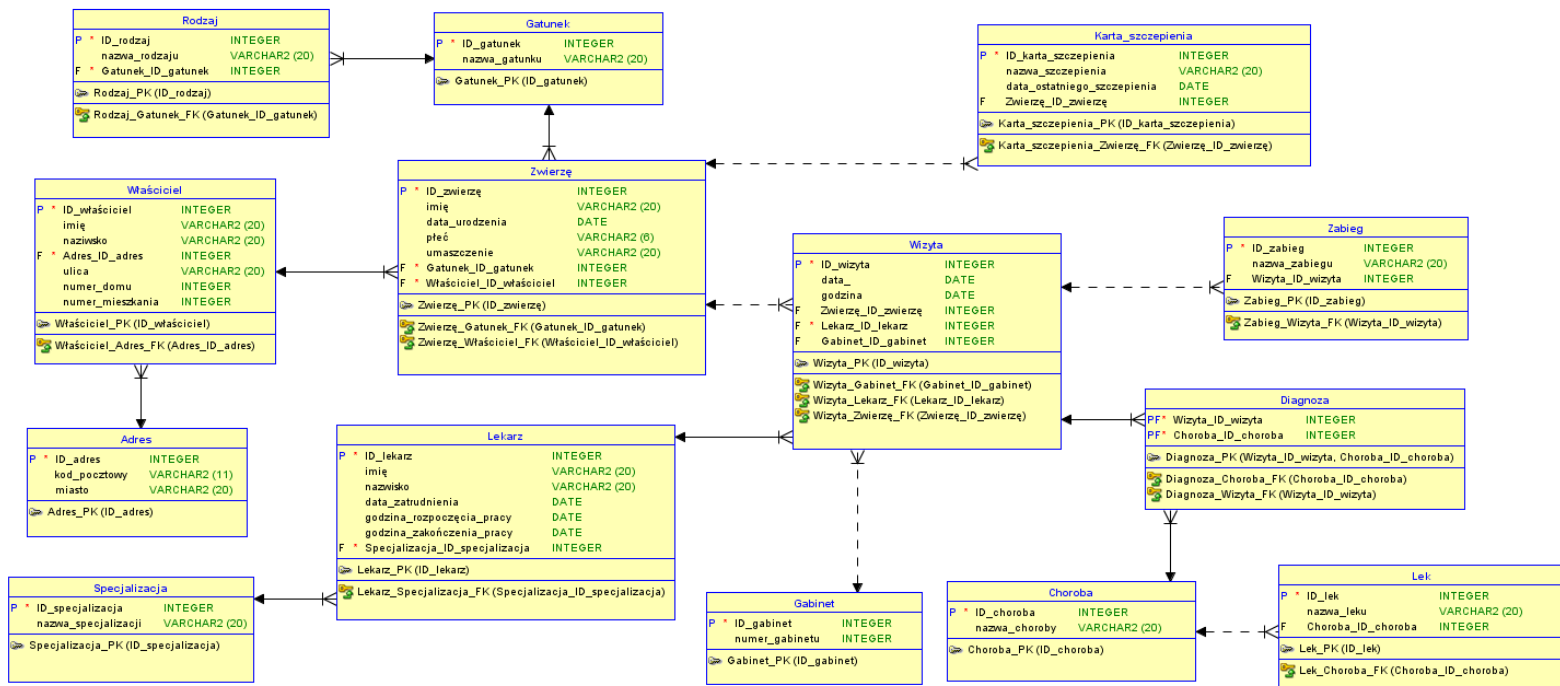 Rodzaj
P * ID_rodzaj INTEGER
nazwa_rodzaju VARCHAR2 (20)
F * Gatunek_ID_gatunek INTEGER
Rodzaj_PK (ID_rodzaj)
Rodzaj_Gatunek_FK (Gatunek_ID_gatunek)
Gatunek
P * ID_gatunek INTEGER
nazwa_gatunku VARCHAR2 (20)
Gatunek_PK (ID_gatunek)
Karta_szczepienia
P * ID_karta_szczepienia INTEGER
nazwa_szczepienia VARCHAR2 (20)
data_ostatniego_szczepienia DATE
F Zwierzę_ID_zwierzę INTEGER
Karta_szczepienia_PK (ID_karta_szczepienia)
Karta_szczepienia_Zwierzę_FK (Zwierzę_ID_zwierzę)
Właściciel
P * ID_właściciel INTEGER
imię VARCHAR2 (20)
naziwsko VARCHAR2 (20)
F * Adres_ID_adres INTEGER
ulica VARCHAR2 (20)
numer_domu INTEGER
numer_mieszkania INTEGER
Właściciel_PK (ID_właściciel)
Właściciel_Adres_FK (Adres_ID_adres)
Zwierzę
P * ID_zwierzę INTEGER
imię VARCHAR2 (20)
data_urodzenia DATE
płeć VARCHAR2 (6)
umaszczenie VARCHAR2 (20)
F * Gatunek_ID_gatunek INTEGER
F * Właściciel_ID_właściciel INTEGER
Zwierzę_PK (ID_zwierzę)
Zwierzę_Gatunek_FK (Gatunek_ID_gatunek)
Zwierzę_Właściciel_FK (Właściciel_ID_właściciel)
Wizyta
P * ID_wizyta INTEGER
data_ DATE
godzina DATE
F Zwierzę_ID_zwierzę INTEGER
F * Lekarz_ID_lekarz INTEGER
F Gabinet_ID_gabinet INTEGER
Wizyta_PK (ID_wizyta)
Wizyta_Gabinet_FK (Gabinet_ID_gabinet)
Wizyta_Lekarz_FK (Lekarz_ID_lekarz)
Wizyta_Zwierzę_FK (Zwierzę_ID_zwierzę)
Zabieg
P * ID_zabieg INTEGER
nazwa_zabiegu VARCHAR2 (20)
F Wizyta_ID_wizyta INTEGER
Zabieg_PK (ID_zabieg)
Zabieg_Wizyta_FK (Wizyta_ID_wizyta)
Adres
P * ID_adres INTEGER
kod_pocztowy VARCHAR2 (11)
miasto VARCHAR2 (20)
Adres_PK (ID_adres)
Lekarz
P * ID_lekarz INTEGER
imię VARCHAR2 (20)
nazwisko VARCHAR2 (20)
data_zatrudnienia DATE
godzina_rozpoczęcia_pracy DATE
godzina_zakończenia_pracy DATE
F * Specjalizacja_ID_specjalizacja INTEGER
Lekarz_PK (ID_lekarz)
Lekarz_Specjalizacja_FK (Specjalizacja_ID_specjalizacja)
Diagnoza
PF* Wizyta_ID_wizyta INTEGER
PF* Choroba_ID_choroba INTEGER
Diagnoza_PK (Wizyta_ID_wizyta, Choroba_ID_choroba)
Diagnoza_Choroba_FK (Choroba_ID_choroba)
Diagnoza_Wizyta_FK (Wizyta_ID_wizyta)
Specjalizacja
P * ID_specjalizacja INTEGER
nazwa_specjalizacji VARCHAR2 (20)
Specjalizacja_PK (ID_specjalizacja)
Gabinet
P * ID_gabinet INTEGER
numer_gabinetu INTEGER
Gabinet_PK (ID_gabinet)
Choroba
P * ID_choroba INTEGER
nazwa_choroby VARCHAR2 (20)
Choroba_PK (ID_choroba)
Lek
P * ID_lek INTEGER
nazwa_leku VARCHAR2 (20)
F Choroba_ID_choroba INTEGER
Lek_PK (ID_lek)
Lek_Choroba_FK (Choroba_ID_choroba)